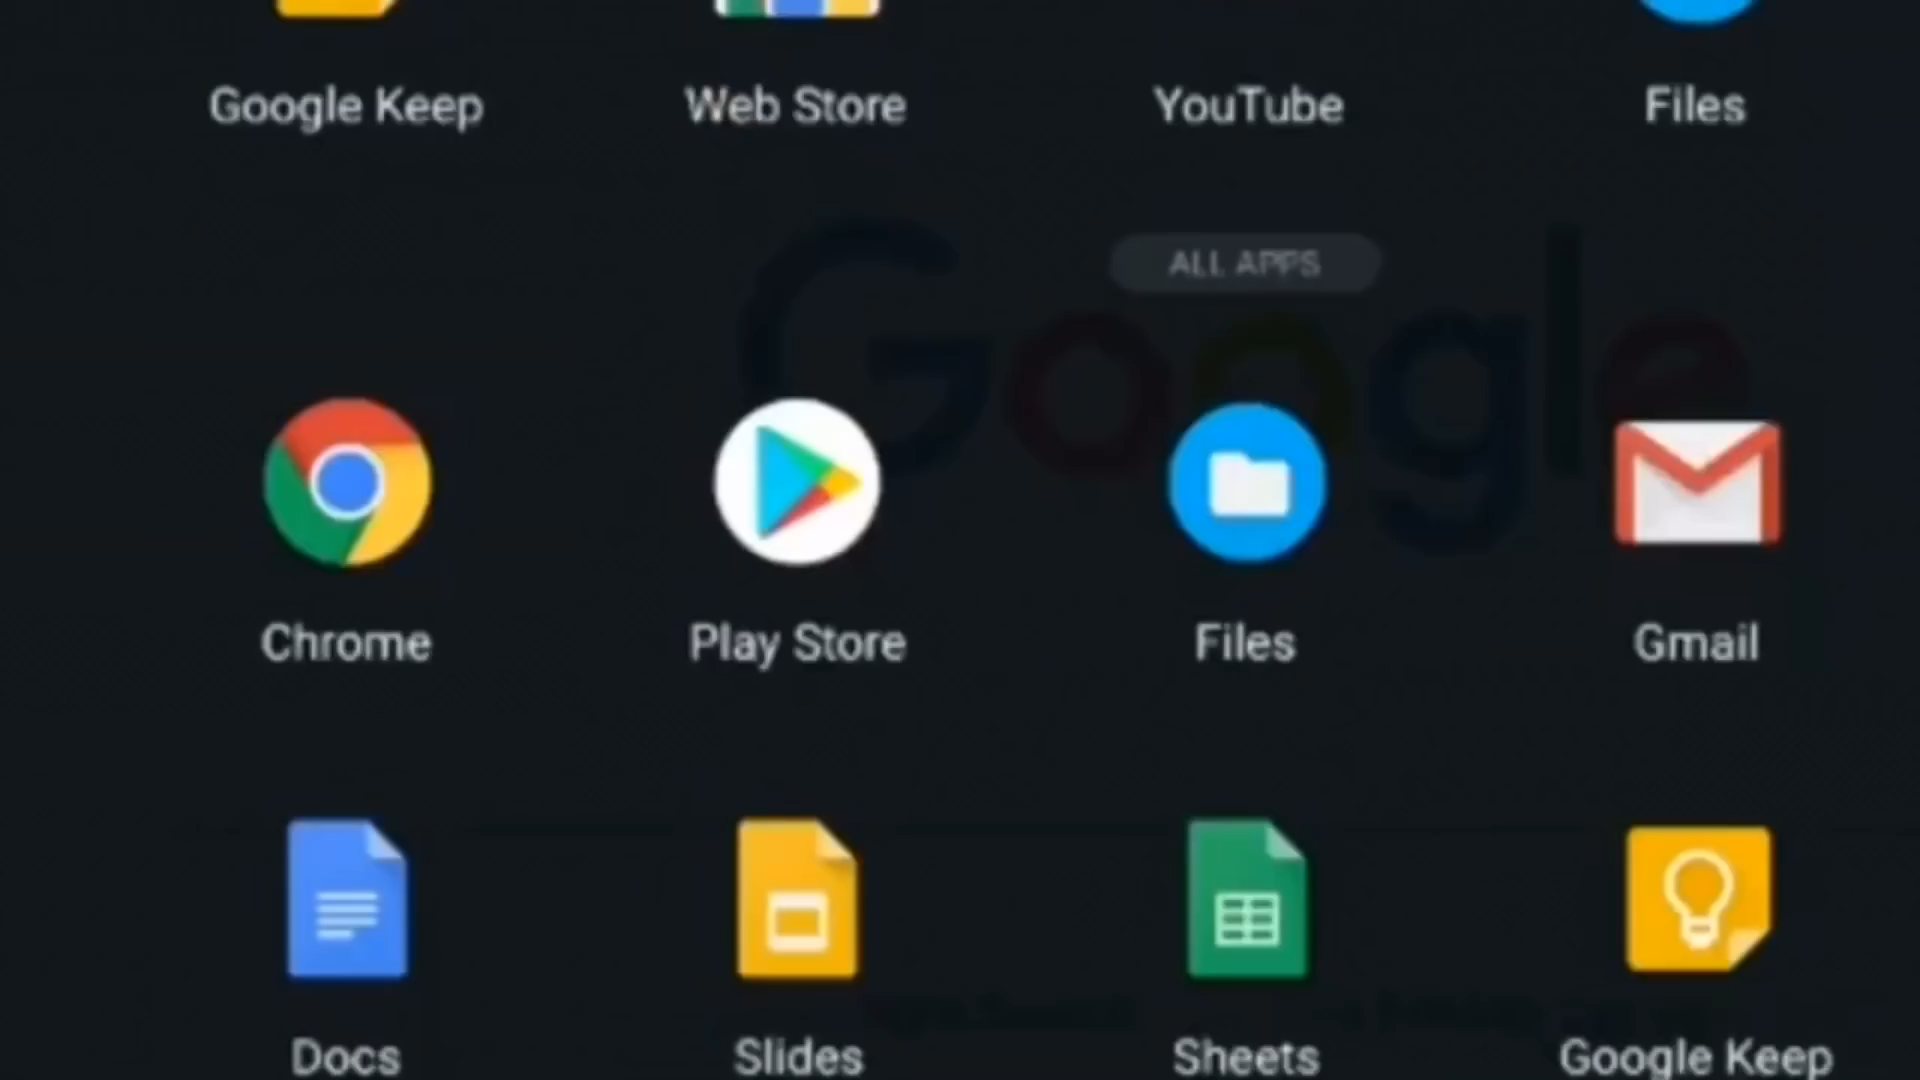 Google Keep Web Store YouTube Files
ALL APPS
Google
Chrome Play Store Files Gmail
Docs Slides Sheets Google Keep